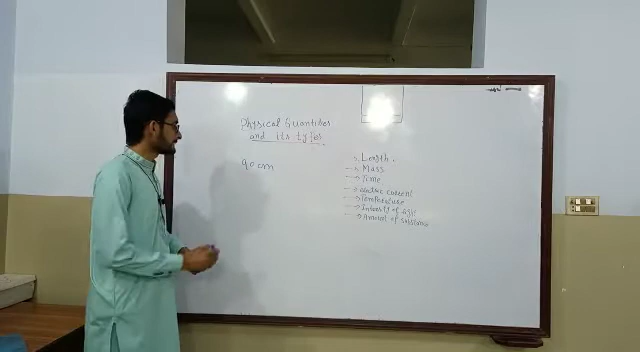 Physical Quantities
and its types.
90 cm
→ Length.
→ Mass
→ Time
→ electric current
→ Temperature
→ Intensity of light
→ Amount of substance